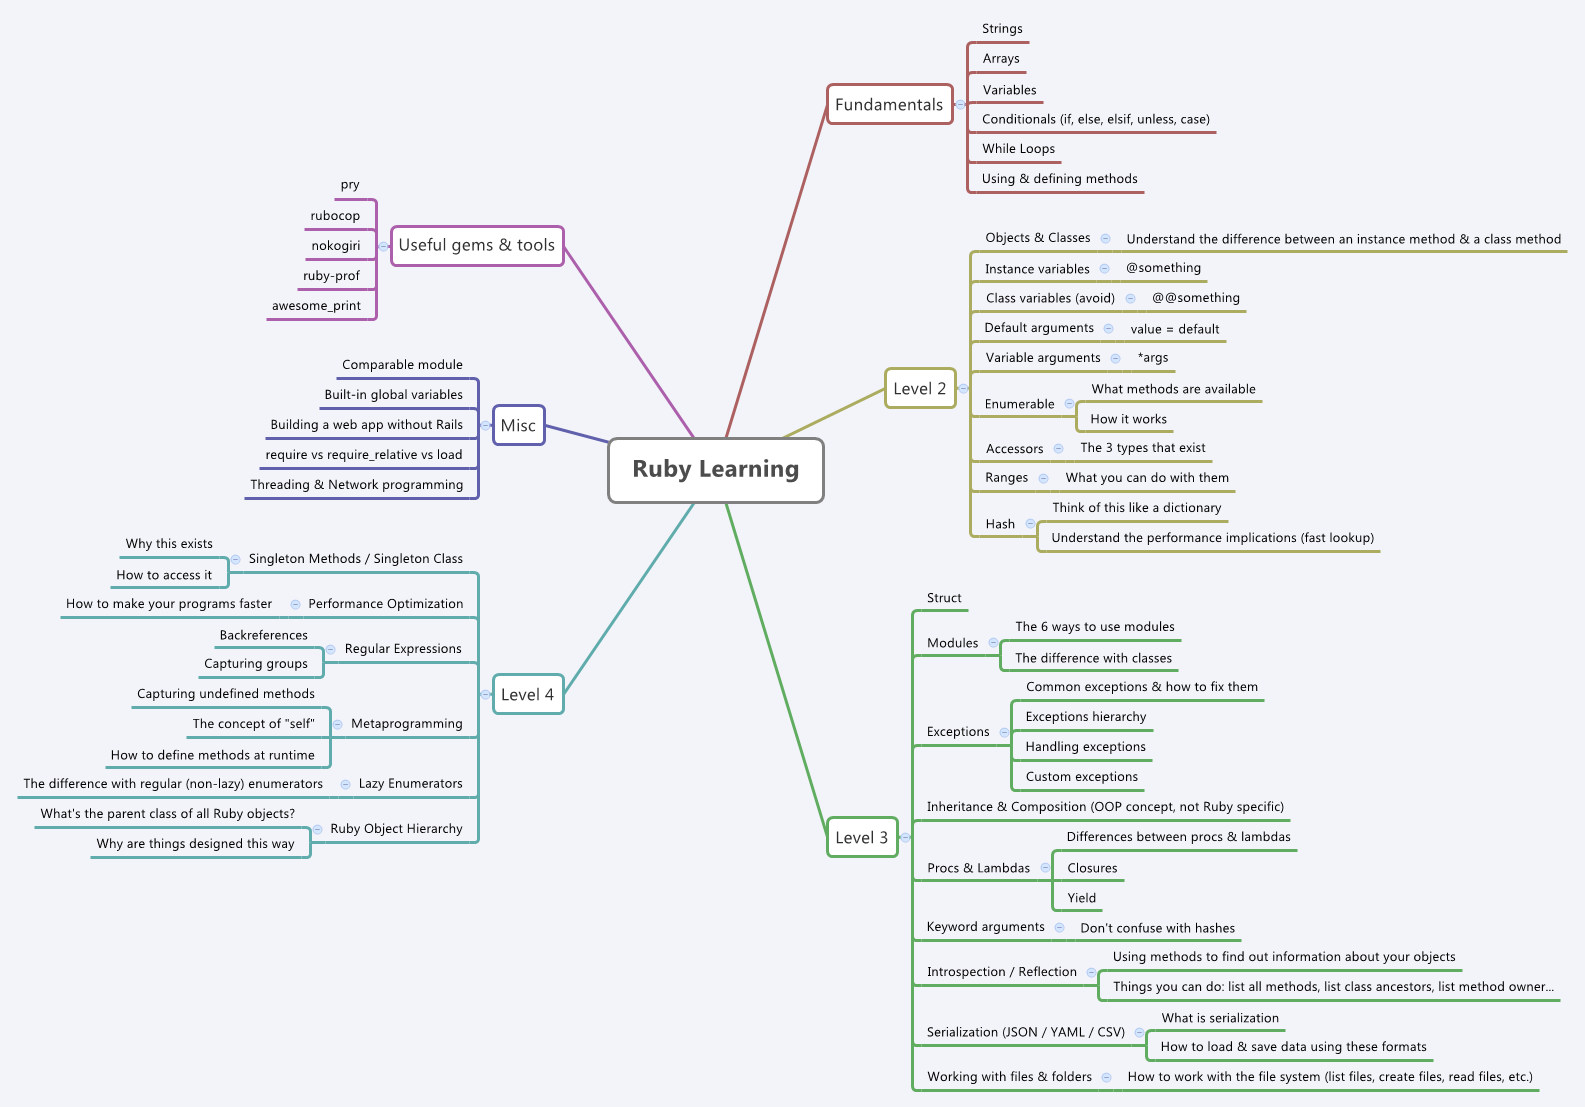 Ruby Learning
Fundamentals
Strings
Arrays
Variables
Conditionals (if, else, elsif, unless, case)
While Loops
Using & defining methods
Level 2
Objects & Classes
Understand the difference between an instance method & a class method
Instance variables
@something
Class variables (avoid)
@@something
Default arguments
value = default
Variable arguments
*args
Enumerable
What methods are available
How it works
Accessors
The 3 types that exist
Ranges
What you can do with them
Hash
Think of this like a dictionary
Understand the performance implications (fast lookup)
Level 3
Struct
Modules
The 6 ways to use modules
The difference with classes
Exceptions
Common exceptions & how to fix them
Exceptions hierarchy
Handling exceptions
Custom exceptions
Inheritance & Composition (OOP concept, not Ruby specific)
Procs & Lambdas
Differences between procs & lambdas
Closures
Yield
Keyword arguments
Don't confuse with hashes
Introspection / Reflection
Using methods to find out information about your objects
Things you can do: list all methods, list class ancestors, list method owner...
Serialization (JSON / YAML / CSV)
What is serialization
How to load & save data using these formats
Working with files & folders
How to work with the file system (list files, create files, read files, etc.)
Useful gems & tools
pry
rubocop
nokogiri
ruby-prof
awesome_print
Misc
Comparable module
Built-in global variables
Building a web app without Rails
require vs require_relative vs load
Threading & Network programming
Level 4
Singleton Methods / Singleton Class
Why this exists
How to access it
Performance Optimization
How to make your programs faster
Regular Expressions
Backreferences
Capturing groups
Metaprogramming
Capturing undefined methods
The concept of "self"
How to define methods at runtime
Lazy Enumerators
The difference with regular (non-lazy) enumerators
Ruby Object Hierarchy
What's the parent class of all Ruby objects?
Why are things designed this way